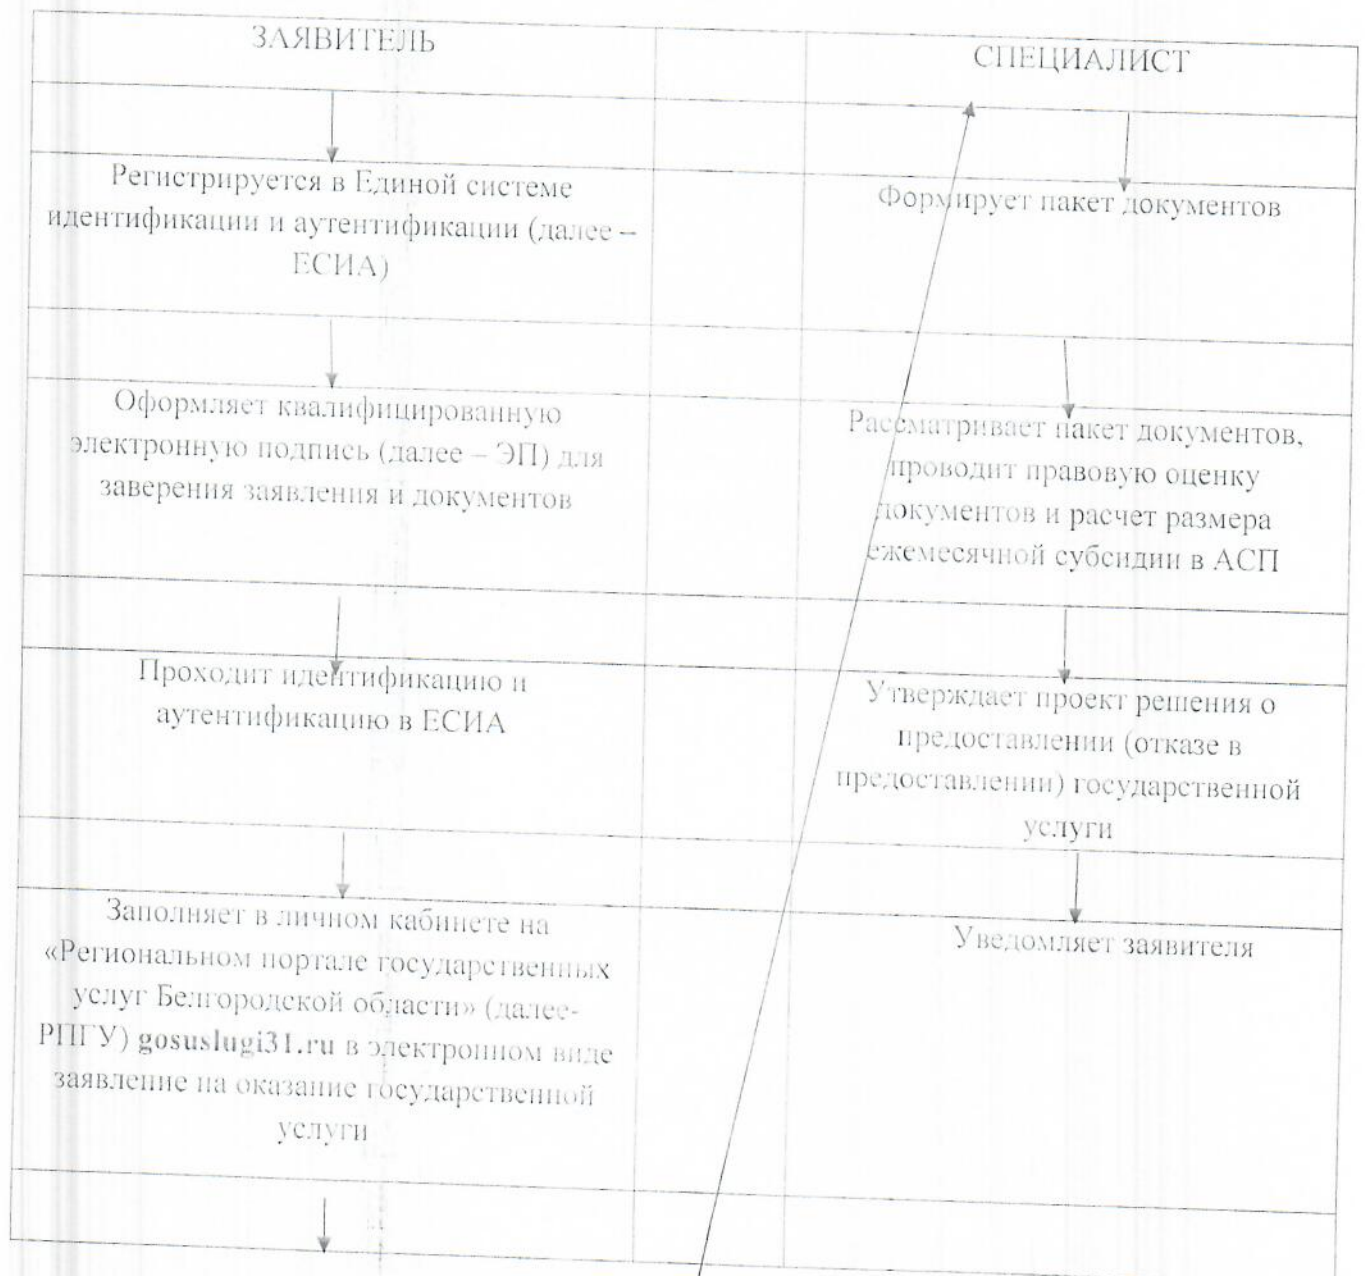 ЗАЯВИТЕЛЬ
СПЕЦИАЛИСТ
Регистрируется в Единой системе
идентификации и аутентификации (далее –
ЕСИА)
Формирует пакет документов
Оформляет квалифицированную
электронную подпись (далее – ЭП) для
заверения заявления и документов
Рассматривает пакет документов,
проводит правовую оценку
документов и расчет размера
ежемесячной субсидии в АСП
Проходит идентификацию и
аутентификацию в ЕСИА
Утверждает проект решения о
предоставлении (отказе в
предоставлении) государственной
услуги
Заполняет в личном кабинете на
«Региональном портале государственных
услуг Белгородской области» (далее-
РПГУ) gosuslugi31.ru в электронном виде
заявление на оказание государственной
услуги
Уведомляет заявителя